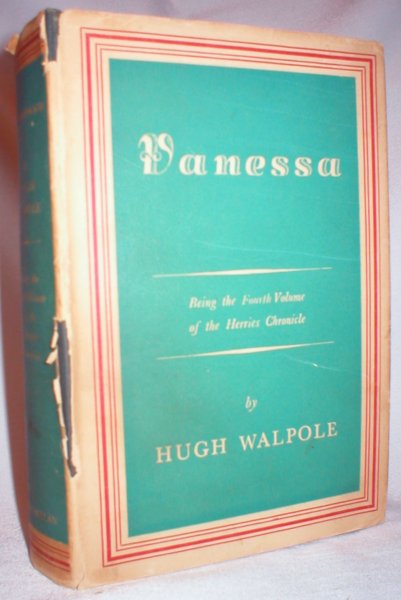 Vanessa
Being the Fourth Volume
of the Herries Chronicle
by
HUGH WALPOLE